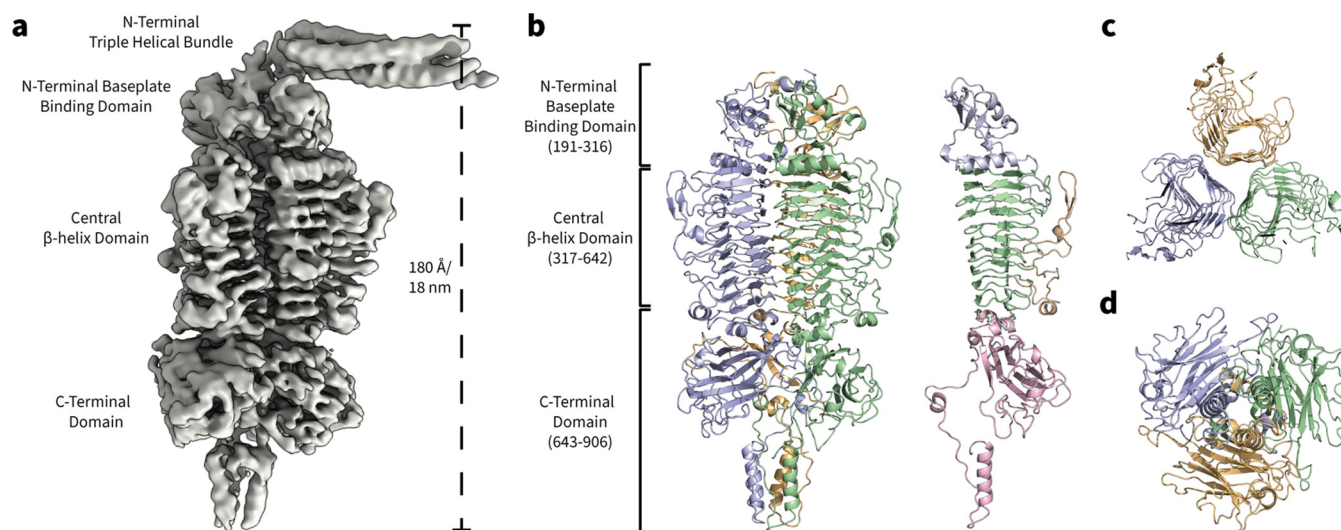 a
N-Terminal
Triple Helical Bundle
N-Terminal Baseplate
Binding Domain
Central
β-helix Domain
C-Terminal
Domain
180 Å/
18 nm
b
N-Terminal
Baseplate
Binding Domain
(191-316)
Central
β-helix Domain
(317-642)
C-Terminal
Domain
(643-906)
c
d